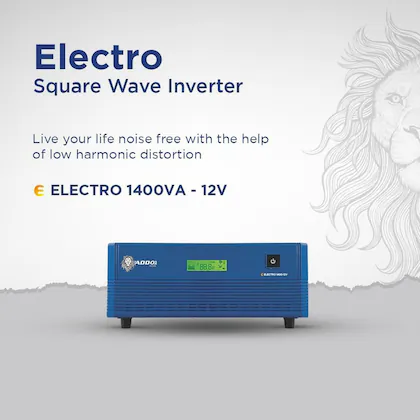 Electro
Square Wave Inverter
Live your life noise free with the help
of low harmonic distortion
ELECTRO 1400VA - 12V